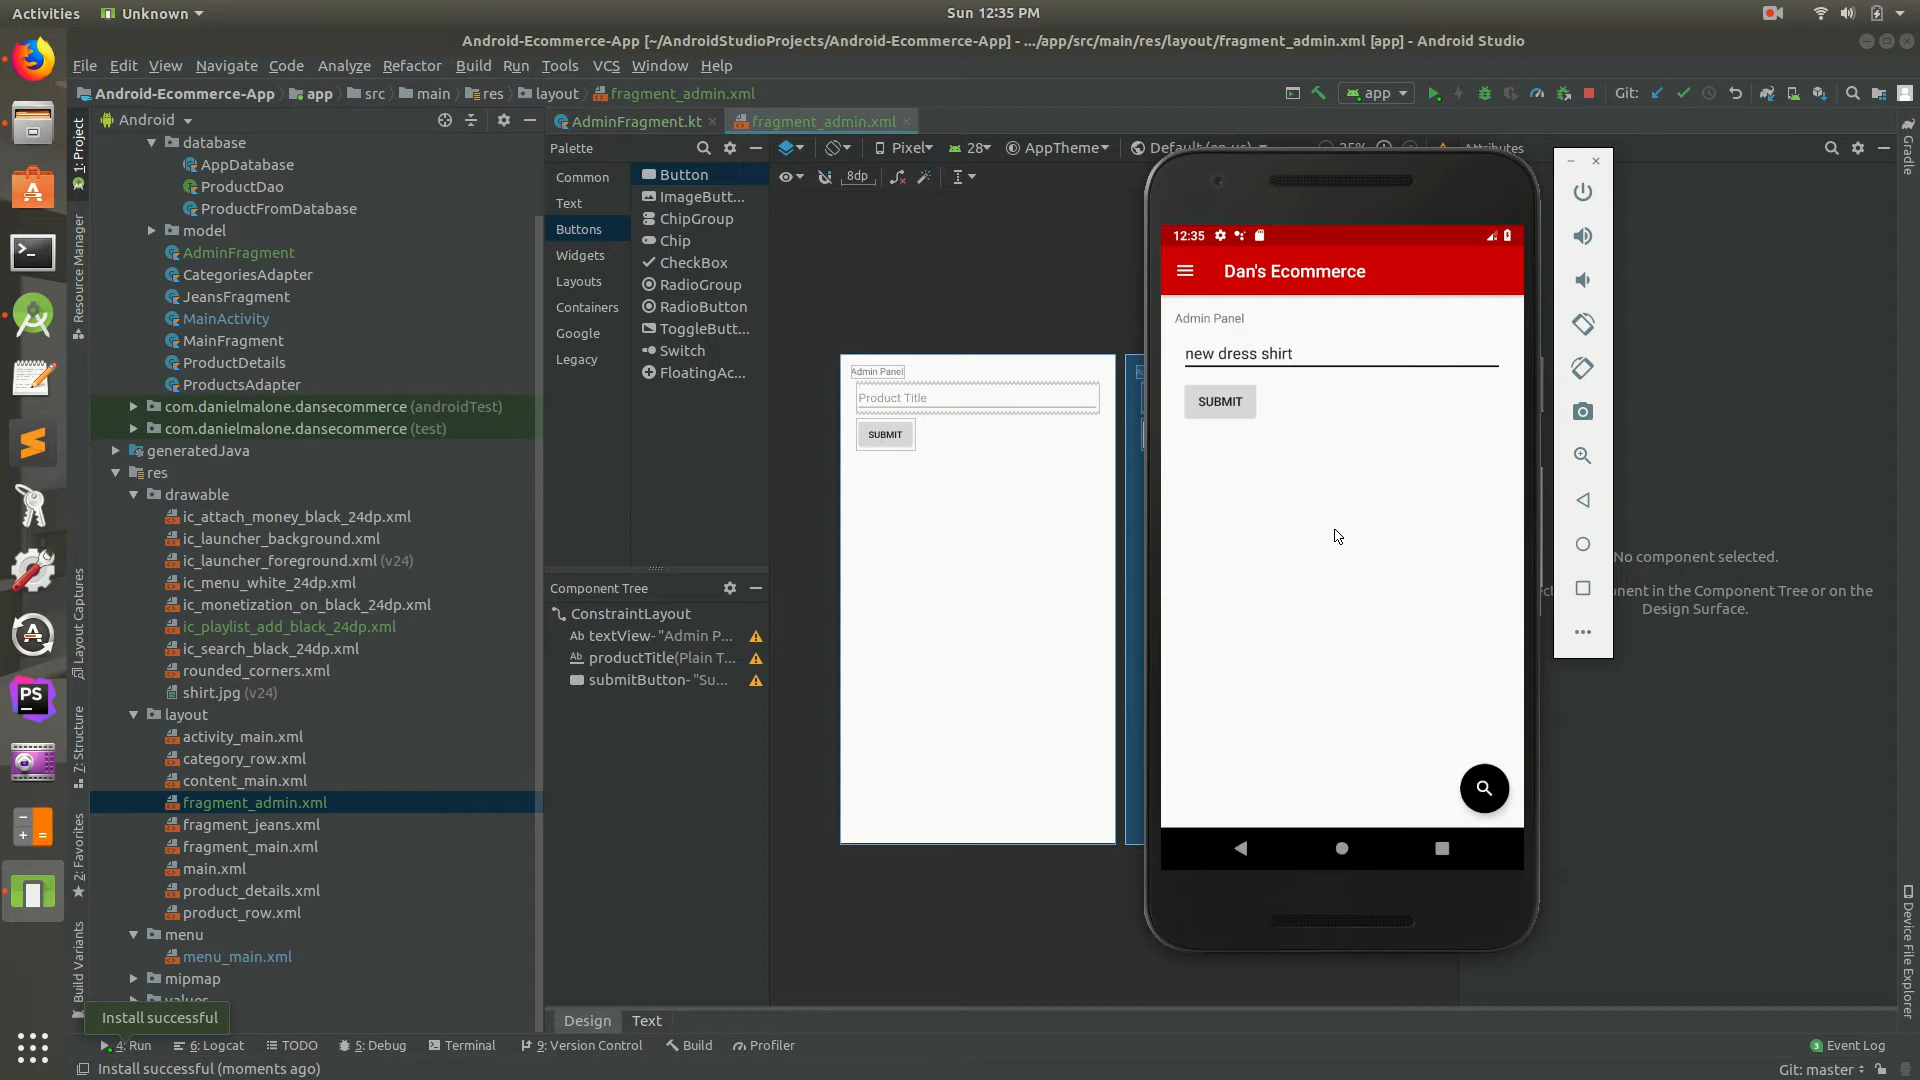 Activities
Unknown
Sun 12:35 PM
Android-Ecommerce-App [~/AndroidStudioProjects/Android-Ecommerce-App] - .../app/src/main/res/layout/fragment_admin.xml [app] - Android Studio
File Edit View Navigate Code Analyze Refactor Build Run Tools VCS Window Help
Android-Ecommerce-App app src main res layout fragment_admin.xml
app
Git:
Android
AdminFragment.kt
fragment_admin.xml
1: Project
Resource Manager
Layout Captures
7: Structure
2: Favorites
Build Variants
database
AppDatabase
ProductDao
ProductFromDatabase
model
AdminFragment
CategoriesAdapter
JeansFragment
MainActivity
MainFragment
ProductDetails
ProductsAdapter
com.danielmalone.dansecommerce (androidTest)
com.danielmalone.dansecommerce (test)
generatedJava
res
drawable
ic_attach_money_black_24dp.xml
ic_launcher_background.xml
ic_launcher_foreground.xml (v24)
ic_menu_white_24dp.xml
ic_monetization_on_black_24dp.xml
ic_playlist_add_black_24dp.xml
ic_search_black_24dp.xml
rounded_corners.xml
shirt.jpg (v24)
layout
activity_main.xml
category_row.xml
content_main.xml
fragment_admin.xml
fragment_jeans.xml
fragment_main.xml
main.xml
product_details.xml
product_row.xml
menu
menu_main.xml
mipmap
values
Install successful
Palette
Common
Text
Buttons
Widgets
Layouts
Containers
Google
Legacy
Button
ImageButt...
ChipGroup
Chip
CheckBox
RadioGroup
RadioButton
ToggleButt...
Switch
FloatingAc...
Component Tree
ConstraintLayout
Ab textView- "Admin P...
Ab productTitle(Plain T...
submitButton- "Su...
Pixel
28
AppTheme
8dp
Attributes
Admin Panel
Product Title
SUBMIT
12:35
Dan's Ecommerce
Admin Panel
new dress shirt
SUBMIT
No component selected.
in the Component Tree or on the
Design Surface.
Gradle
Device File Explorer
Design Text
4: Run
6: Logcat
TODO
5: Debug
Terminal
9: Version Control
Build
Profiler
3 Event Log
Install successful (moments ago)
Git: master
PS